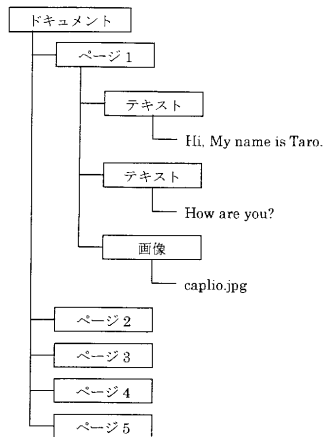 ドキュメント
ページ 1
テキスト
Hi, My name is Taro.
テキスト
How are you?
画像
caplio.jpg
ページ 2
ページ 3
ページ 4
ページ 5